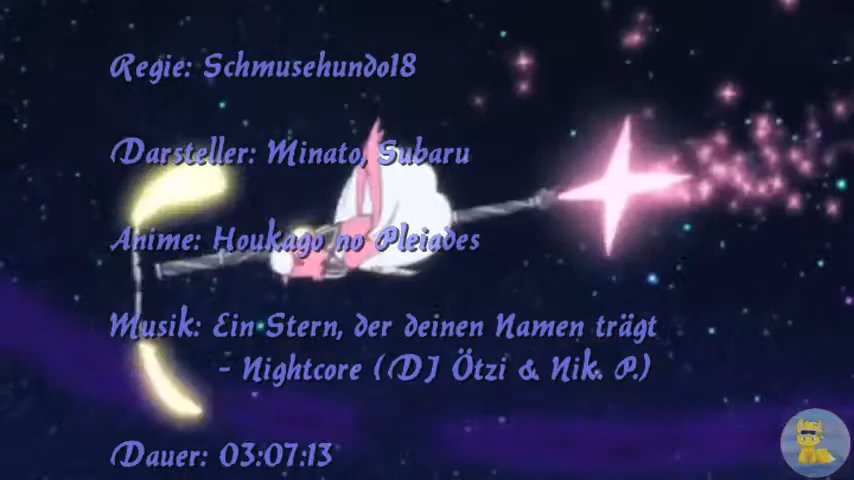 Regie: Schmusehundo18
Darsteller: Minato, Subaru
Anime: Houkago no Pleiades
Musik: Ein Stern, der deinen Namen trägt
- Nightcore (DJ Ötzi & Nik. P.)
Dauer: 03:07:13